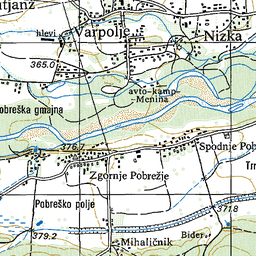 hlevi
Varpolje
Nizka
365.0
avto-kamp
Menina
obreška gmajna
376.7
Spodnje Pob
Zgornje Pobrežje
Pobreško polje
371.8
379.2
Mihaličnik
Bider